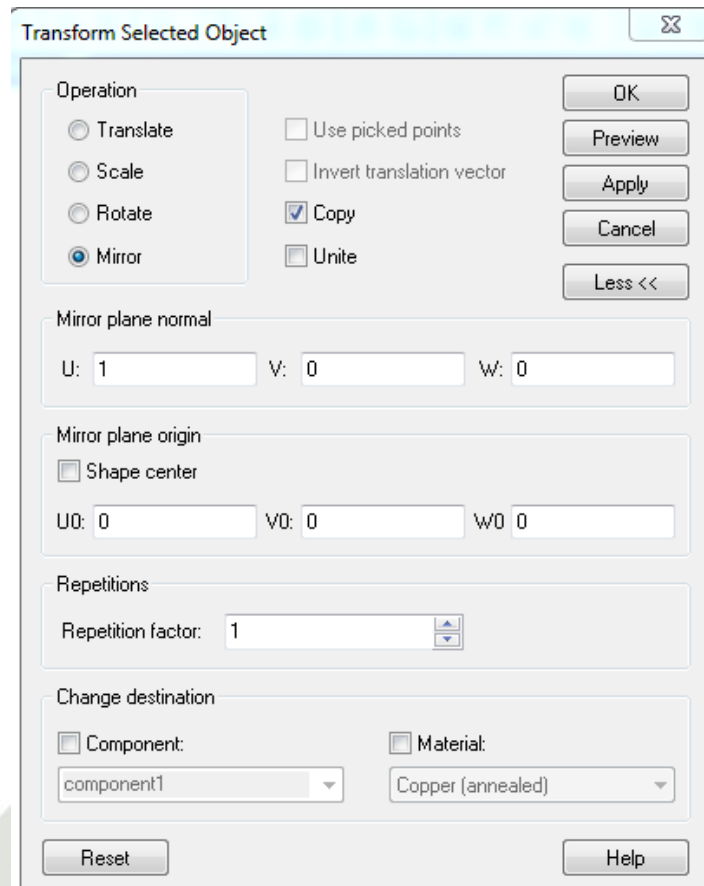 Transform Selected Object
Operation
OK
Translate
Use picked points
Preview
Scale
Invert translation vector
Apply
Rotate
Copy
Cancel
Mirror
Unite
Less <<
Mirror plane normal
U: 1 V: 0 W: 0
Mirror plane origin
Shape center
U0: 0 V0: 0 W0 0
Repetitions
Repetition factor: 1
Change destination
Component: Material:
component1 Copper (annealed)
Reset Help